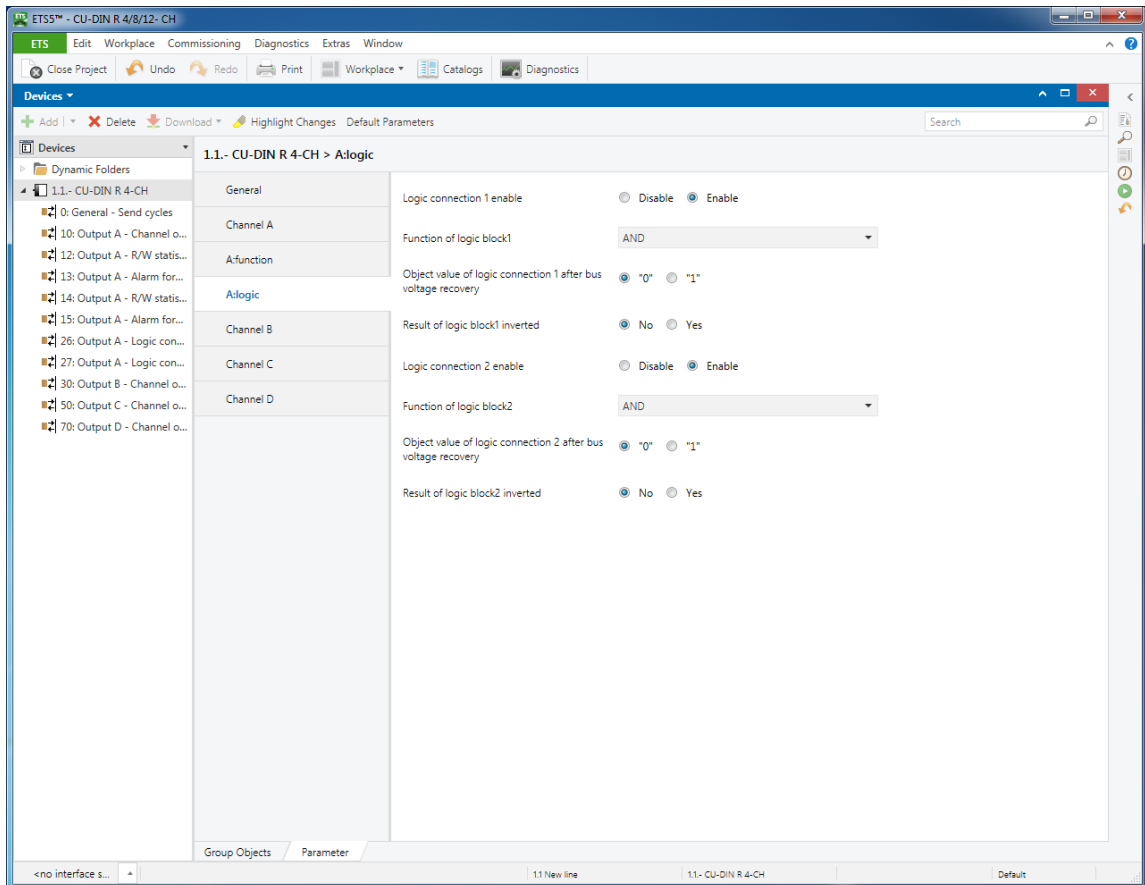 ETS5™ - CU-DIN R 4/8/12- CH
ETS Edit Workplace Commissioning Diagnostics Extras Window
Close Project Undo Redo Print Workplace Catalogs Diagnostics
Devices
Add Delete Download Highlight Changes Default Parameters Search
Devices
Dynamic Folders
1.1.- CU-DIN R 4-CH
0: General - Send cycles
10: Output A - Channel o...
12: Output A - R/W statis...
13: Output A - Alarm for...
14: Output A - R/W statis...
15: Output A - Alarm for...
26: Output A - Logic con...
27: Output A - Logic con...
30: Output B - Channel o...
50: Output C - Channel o...
70: Output D - Channel o...
1.1.- CU-DIN R 4-CH > A:logic
General
Channel A
A:function
A:logic
Channel B
Channel C
Channel D
Logic connection 1 enable Disable Enable
Function of logic block1 AND
Object value of logic connection 1 after bus
voltage recovery "0" "1"
Result of logic block1 inverted No Yes
Logic connection 2 enable Disable Enable
Function of logic block2 AND
Object value of logic connection 2 after bus
voltage recovery "0" "1"
Result of logic block2 inverted No Yes
Group Objects Parameter
<no interface s... 1.1 New line 1.1.- CU-DIN R 4-CH Default